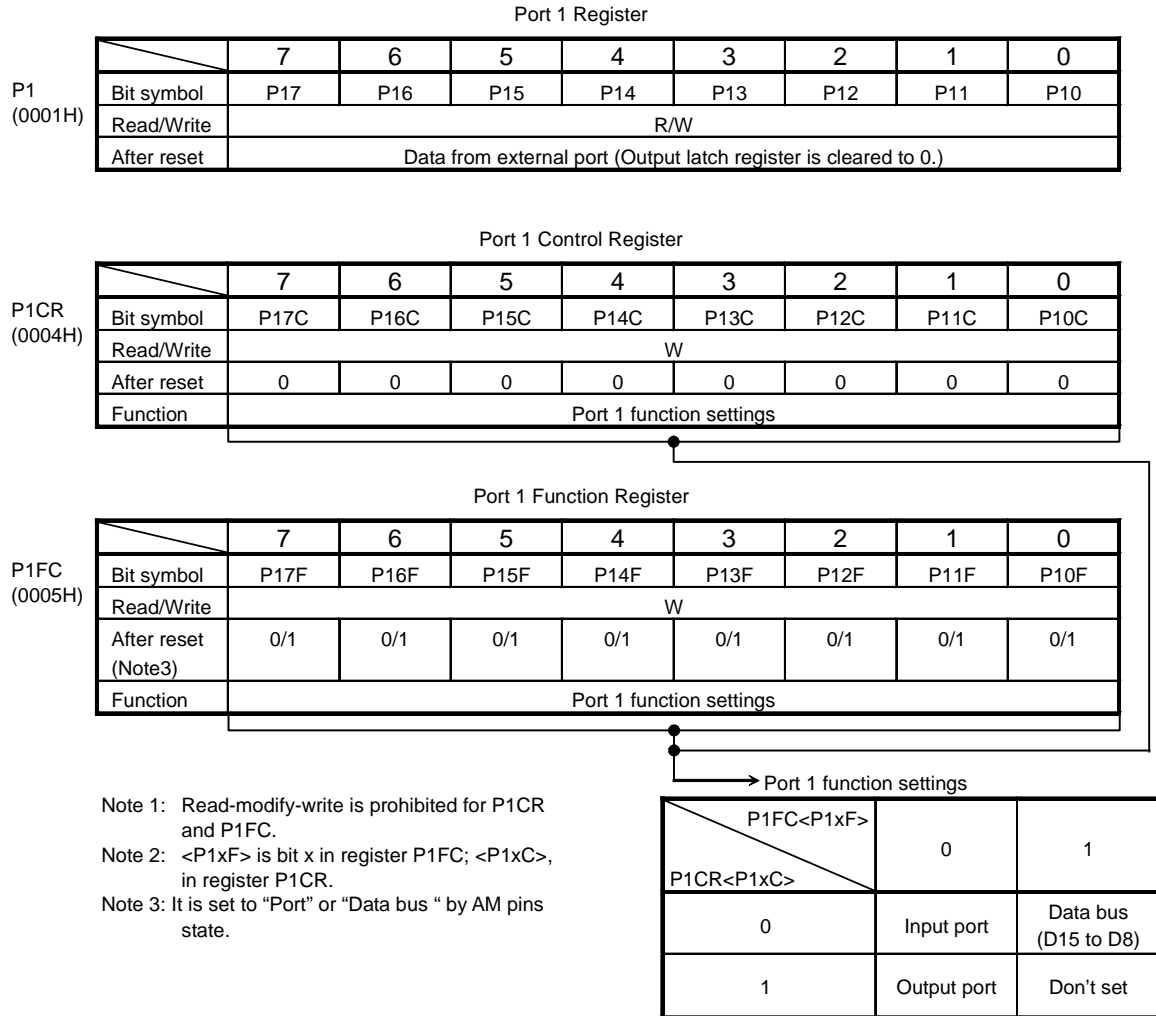 Port 1 Register
7 6 5 4 3 2 1 0
P1
(0001H)
Bit symbol P17 P16 P15 P14 P13 P12 P11 P10
Read/Write R/W
After reset Data from external port (Output latch register is cleared to 0.)
Port 1 Control Register
7 6 5 4 3 2 1 0
P1CR
(0004H)
Bit symbol P17C P16C P15C P14C P13C P12C P11C P10C
Read/Write W
After reset 0 0 0 0 0 0 0 0
Function Port 1 function settings
Port 1 Function Register
7 6 5 4 3 2 1 0
P1FC
(0005H)
Bit symbol P17F P16F P15F P14F P13F P12F P11F P10F
Read/Write W
After reset 0/1 0/1 0/1 0/1 0/1 0/1 0/1 0/1
(Note3)
Function Port 1 function settings
Note 1: Read-modify-write is prohibited for P1CR
and P1FC.
Note 2: <P1xF> is bit x in register P1FC; <P1xC>,
in register P1CR.
Note 3: It is set to “Port” or “Data bus “ by AM pins
state.
Port 1 function settings
P1FC<P1xF>
P1CR<P1xC>
0 1
0 Input port Data bus
(D15 to D8)
1 Output port Don't set